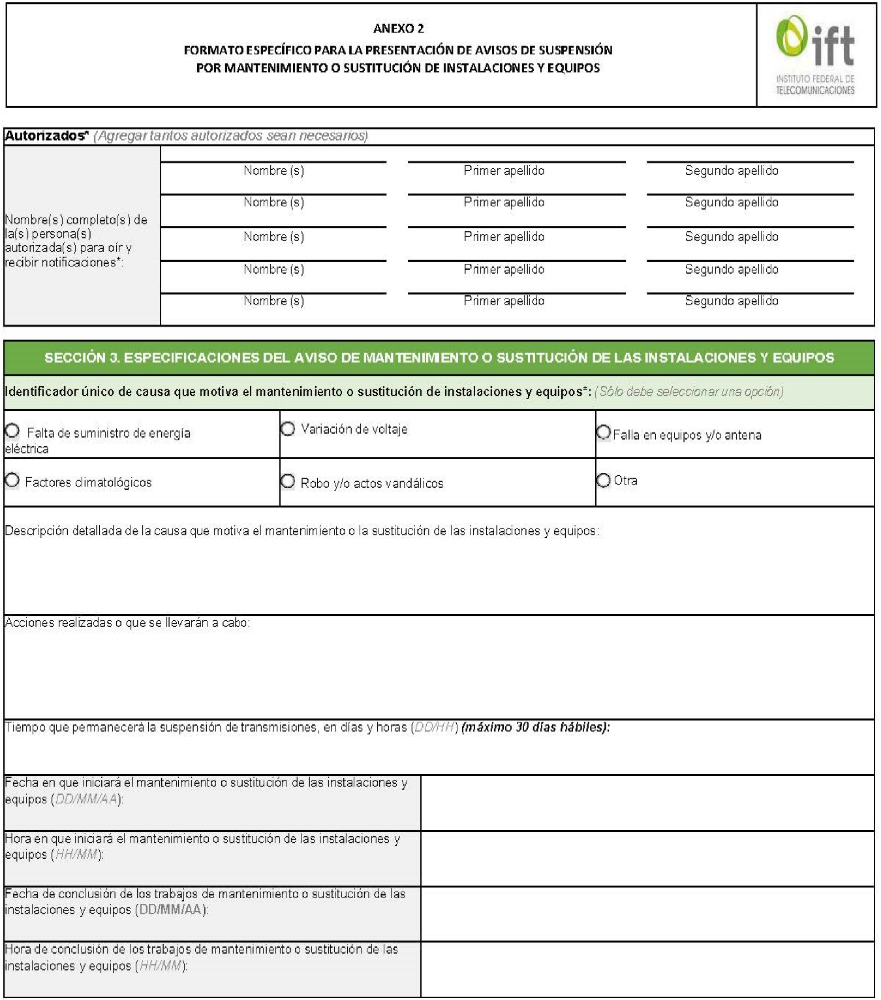 ANEXO 2
FORMATO ESPECÍFICO PARA LA PRESENTACIÓN DE AVISOS DE SUSPENSIÓN
POR MANTENIMIENTO O SUSTITUCIÓN DE INSTALACIONES Y EQUIPOS
ift
INSTITUTO FEDERAL DE
TELECOMUNICACIONES
Autorizados* (Agregar tantos autorizados sean necesarios)
Nombre(s) completo(s) de
la(s) persona(s)
autorizada(s) para oír y
recibir notificaciones*:
Nombre (s) Primer apellido Segundo apellido
Nombre (s) Primer apellido Segundo apellido
Nombre (s) Primer apellido Segundo apellido
Nombre (s) Primer apellido Segundo apellido
Nombre (s) Primer apellido Segundo apellido
SECCIÓN 3. ESPECIFICACIONES DEL AVISO DE MANTENIMIENTO O SUSTITUCIÓN DE LAS INSTALACIONES Y EQUIPOS
Identificador único de causa que motiva el mantenimiento o sustitución de instalaciones y equipos*: (Sólo debe seleccionar una opción)
Falta de suministro de energía
eléctrica
Variación de voltaje
Falla en equipos y/o antena
Factores climatológicos
Robo y/o actos vandálicos
Otra
Descripción detallada de la causa que motiva el mantenimiento o la sustitución de las instalaciones y equipos:
Acciones realizadas o que se llevarán a cabo:
Tiempo que permanecerá la suspensión de transmisiones, en días y horas (DD/HH) (máximo 30 días hábiles):
Fecha en que iniciará el mantenimiento o sustitución de las instalaciones y
equipos (DD/MM/AA):
Hora en que iniciará el mantenimiento o sustitución de las instalaciones y
equipos (HH/MM):
Fecha de conclusión de los trabajos de mantenimiento o sustitución de las
instalaciones y equipos (DD/MM/AA):
Hora de conclusión de los trabajos de mantenimiento o sustitución de las
instalaciones y equipos (HH/MM):